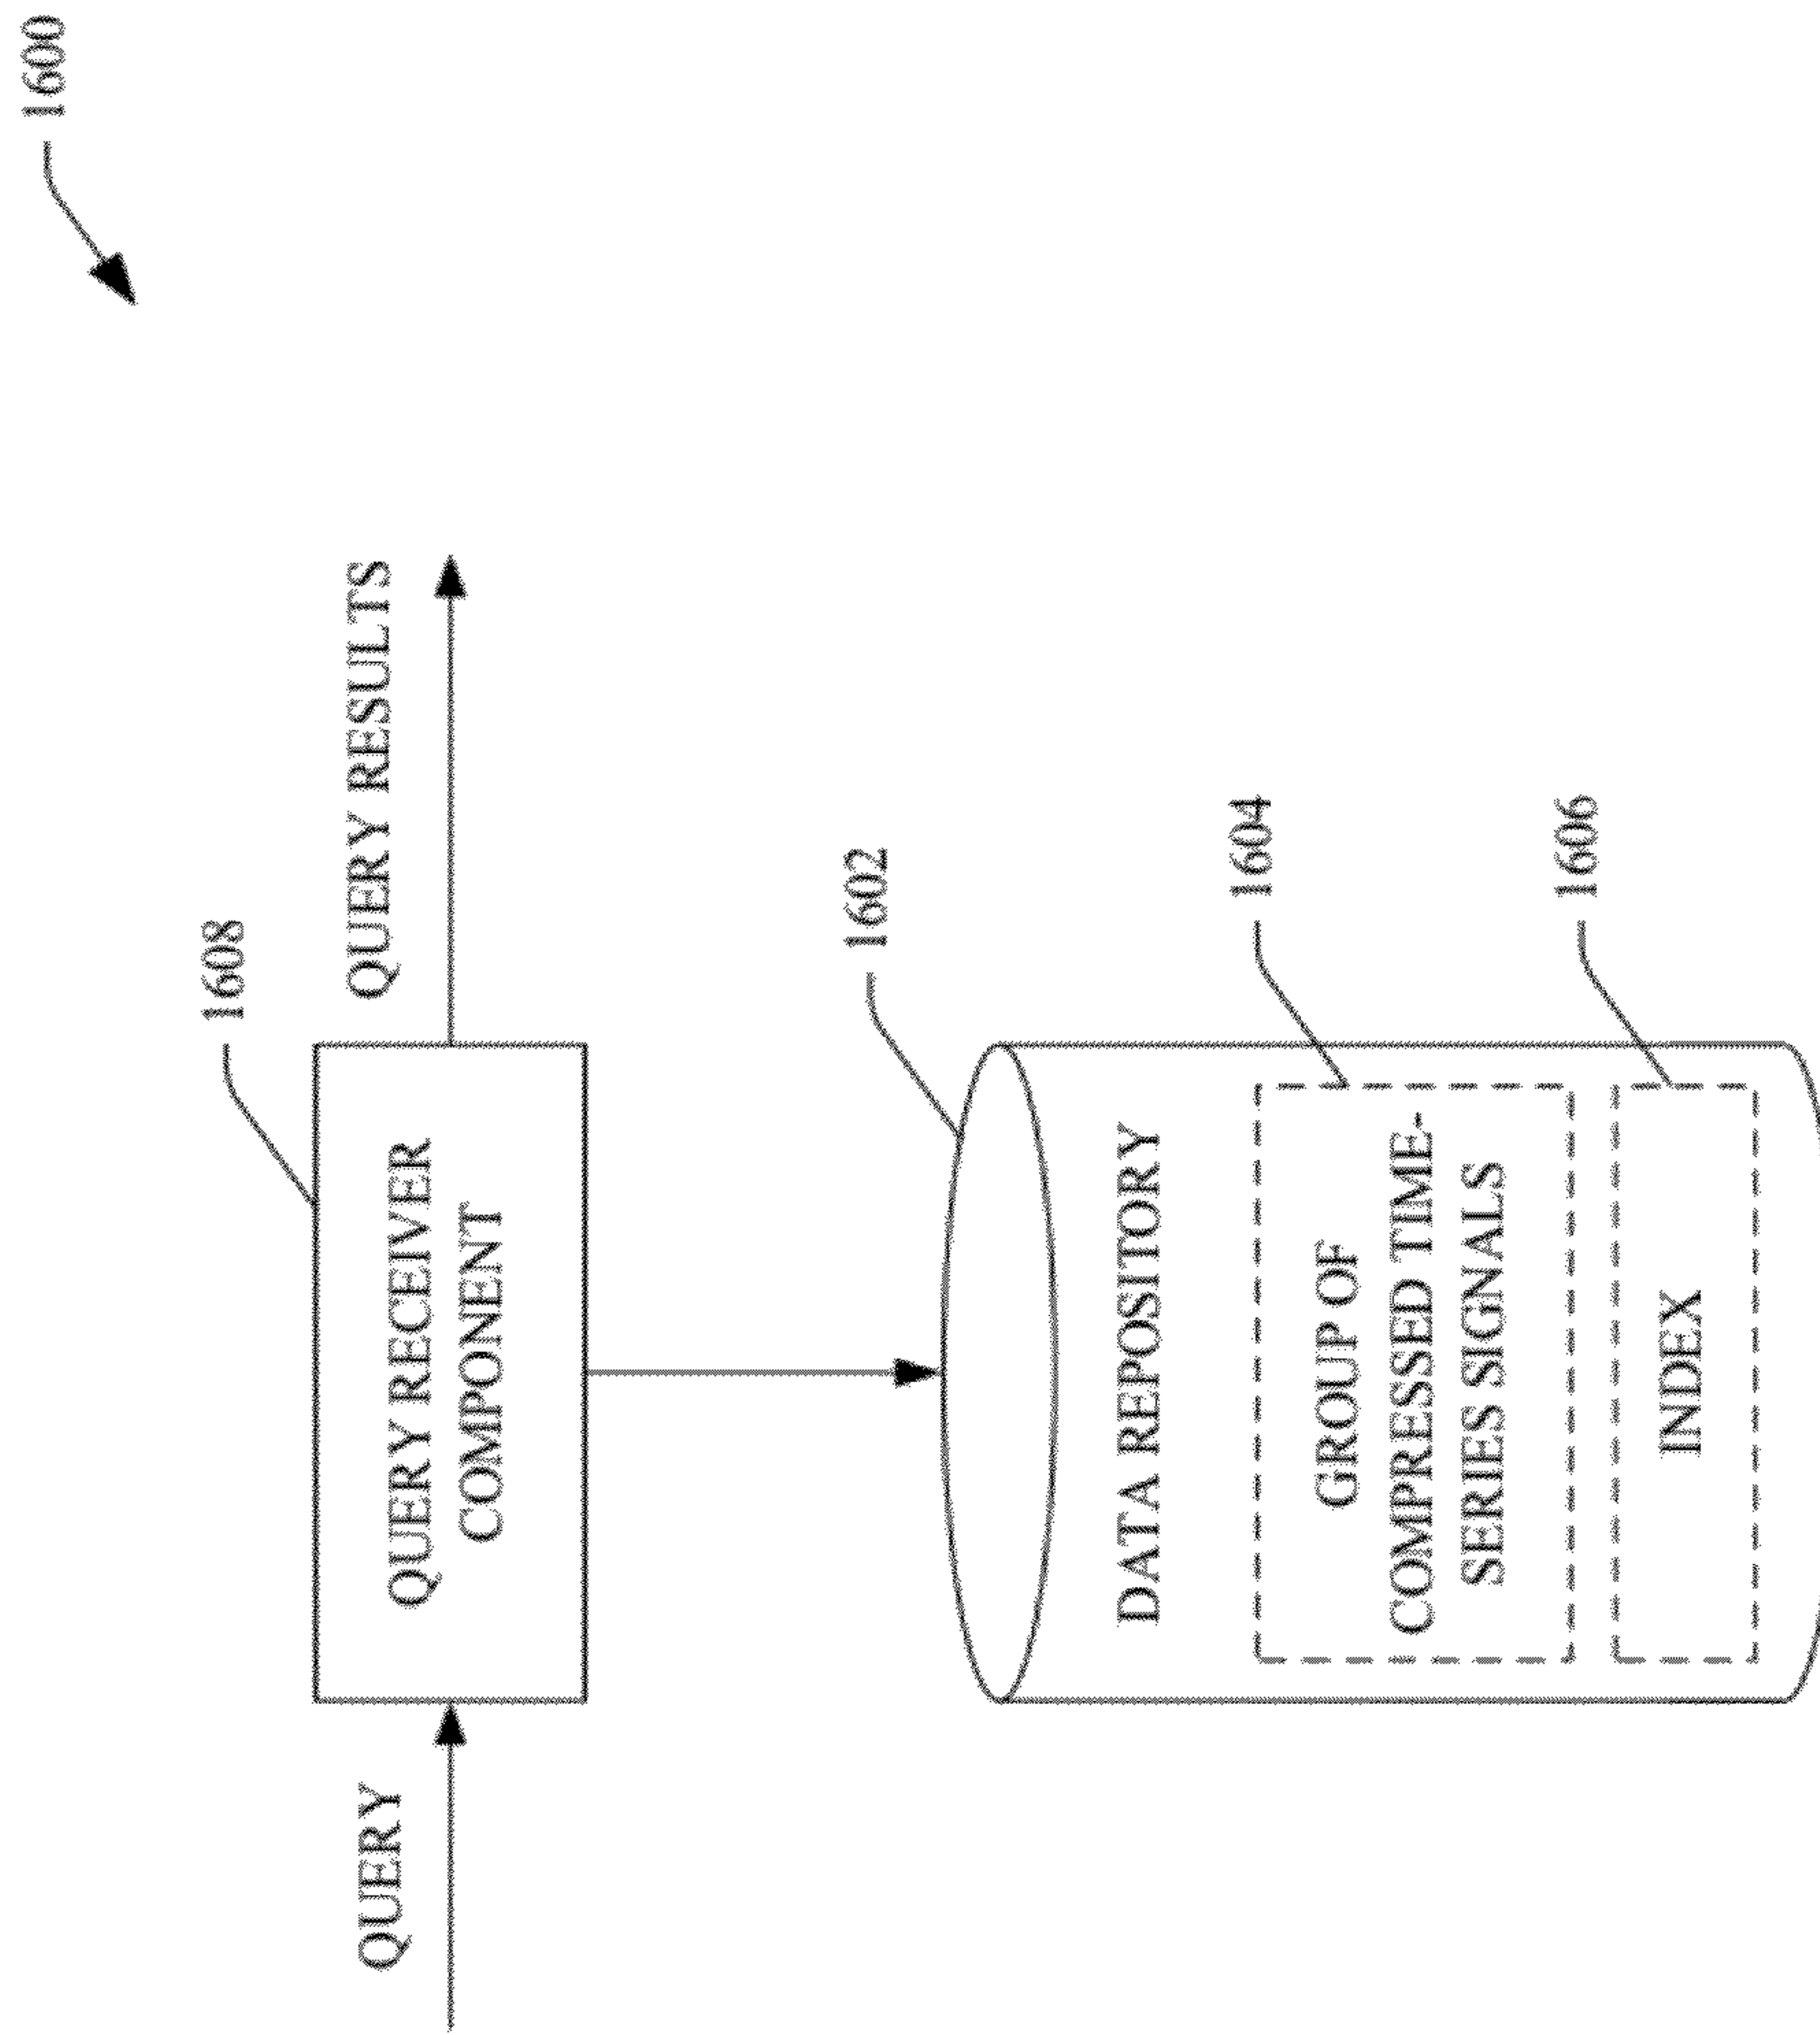 1600
1608
QUERY
QUERY RECEIVER
COMPONENT
QUERY RESULTS
1602
DATA REPOSITORY
1604
GROUP OF
COMPRESSED TIME-
SERIES SIGNALS
1606
INDEX